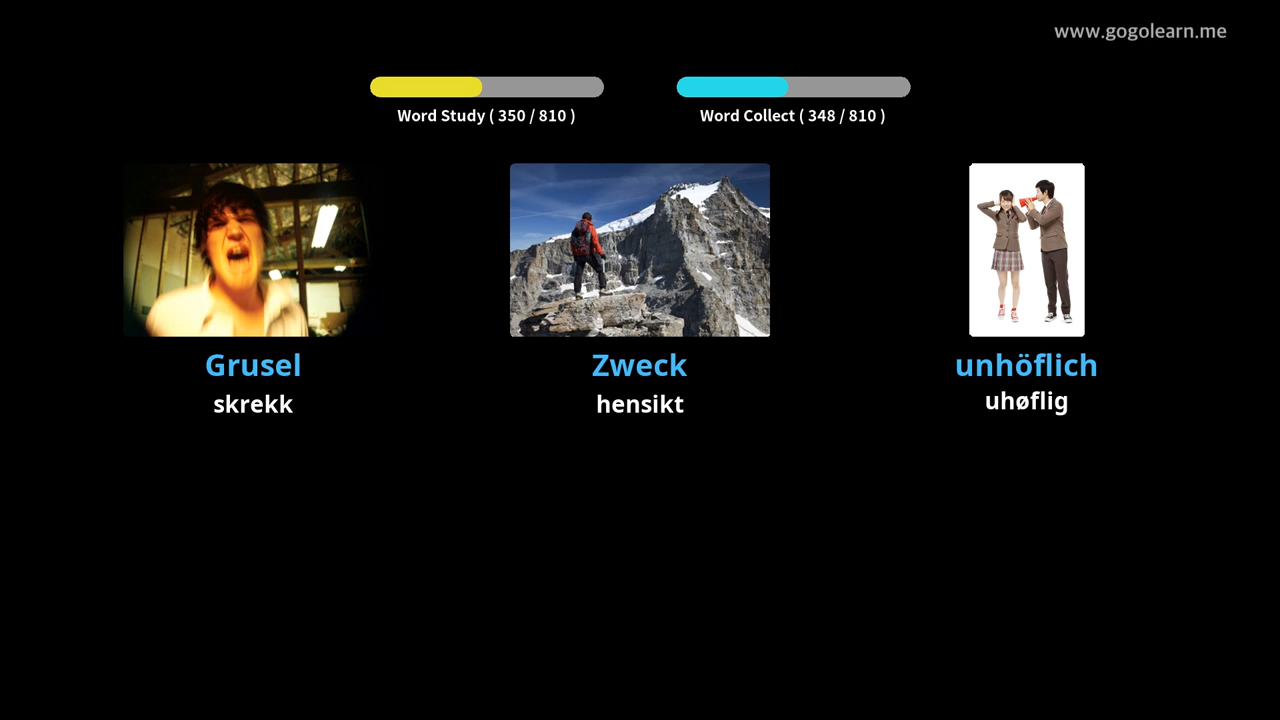 www.gogolearn.me
Word Study ( 350 / 810 )
Word Collect ( 348 / 810 )
Grusel
Zweck
unhöflich
skrekk
hensikt
uhøflig